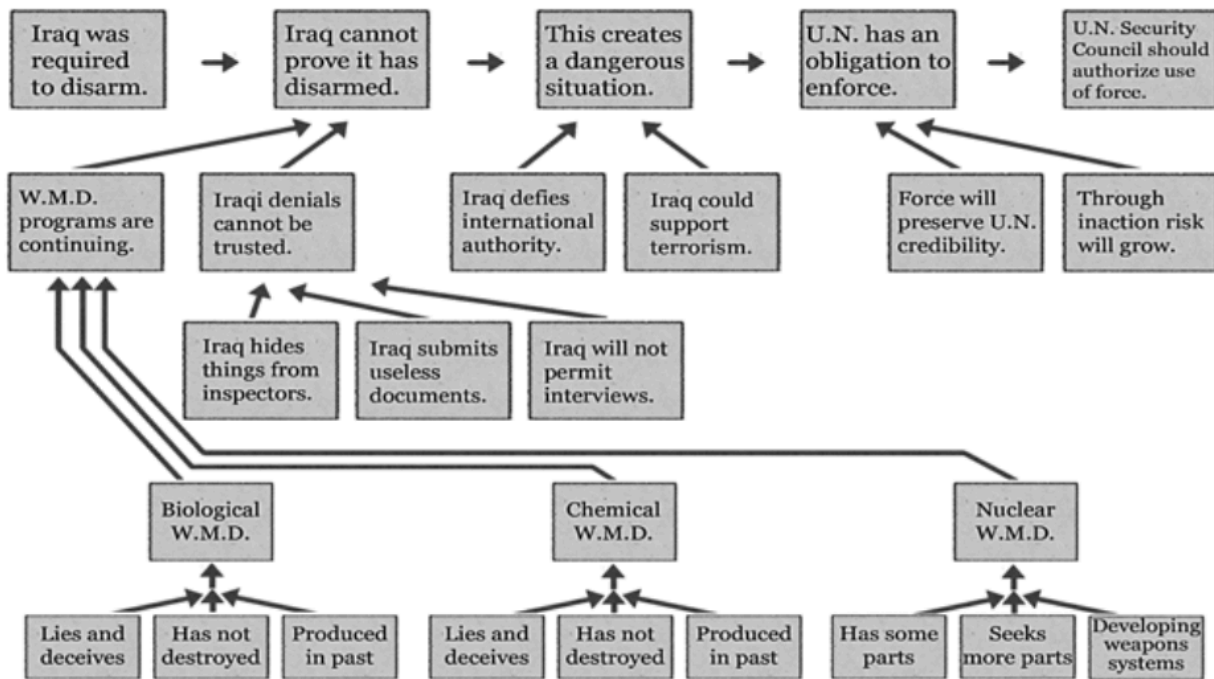 Iraq was
required
to disarm.
Iraq cannot
prove it has
disarmed.
This creates
a dangerous
situation.
U.N. has an
obligation to
enforce.
U.N. Security
Council should
authorize use
of force.
W.M.D.
programs are
continuing.
Iraqi denials
cannot be
trusted.
Iraq defies
international
authority.
Iraq could
support
terrorism.
Force will
preserve U.N.
credibility.
Through
inaction risk
will grow.
Iraq hides
things from
inspectors.
Iraq submits
useless
documents.
Iraq will not
permit
interviews.
Biological
W.M.D.
Chemical
W.M.D.
Nuclear
W.M.D.
Lies and
deceives
Has not
destroyed
Produced
in past
Lies and
deceives
Has not
destroyed
Produced
in past
Has some
parts
Seeks
more parts
Developing
weapons
systems